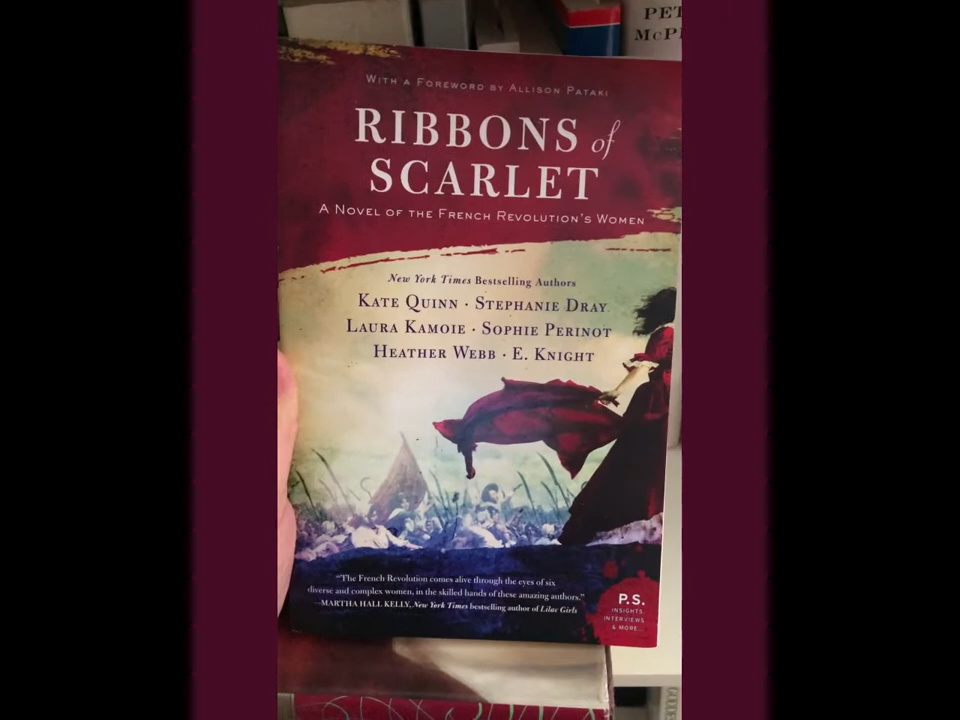 PET
McP
WITH A FOREWORD BY ALLISON PATAKI
RIBBONS of
SCARLET
A NOVEL OF THE FRENCH REVOLUTION'S WOMEN
New York Times Bestselling Authors
KATE QUINN · STEPHANIE DRAY
LAURA KAMOIE · SOPHIE PERINOT
HEATHER WEBB · E. KNIGHT
"The French Revolution comes alive through the eyes of six
diverse and complex women, in the skilled hands of these amazing authors."
—MARTHA HALL KELLY, New York Times bestselling author of Lilac Girls
P.S.
INSIGHTS,
INTERVIEWS
& MORE...